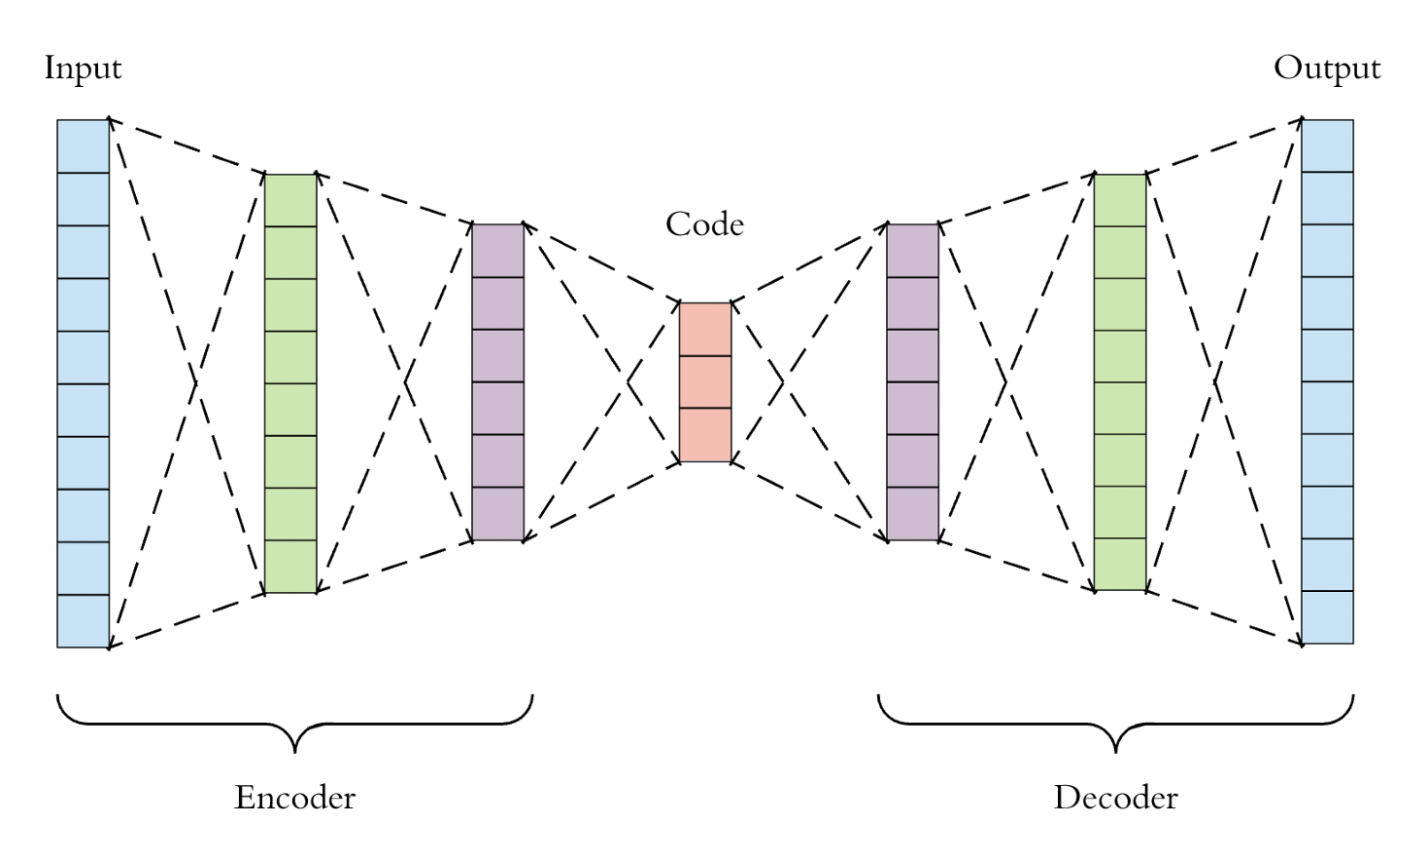 Input
Output
Code
Encoder
Decoder